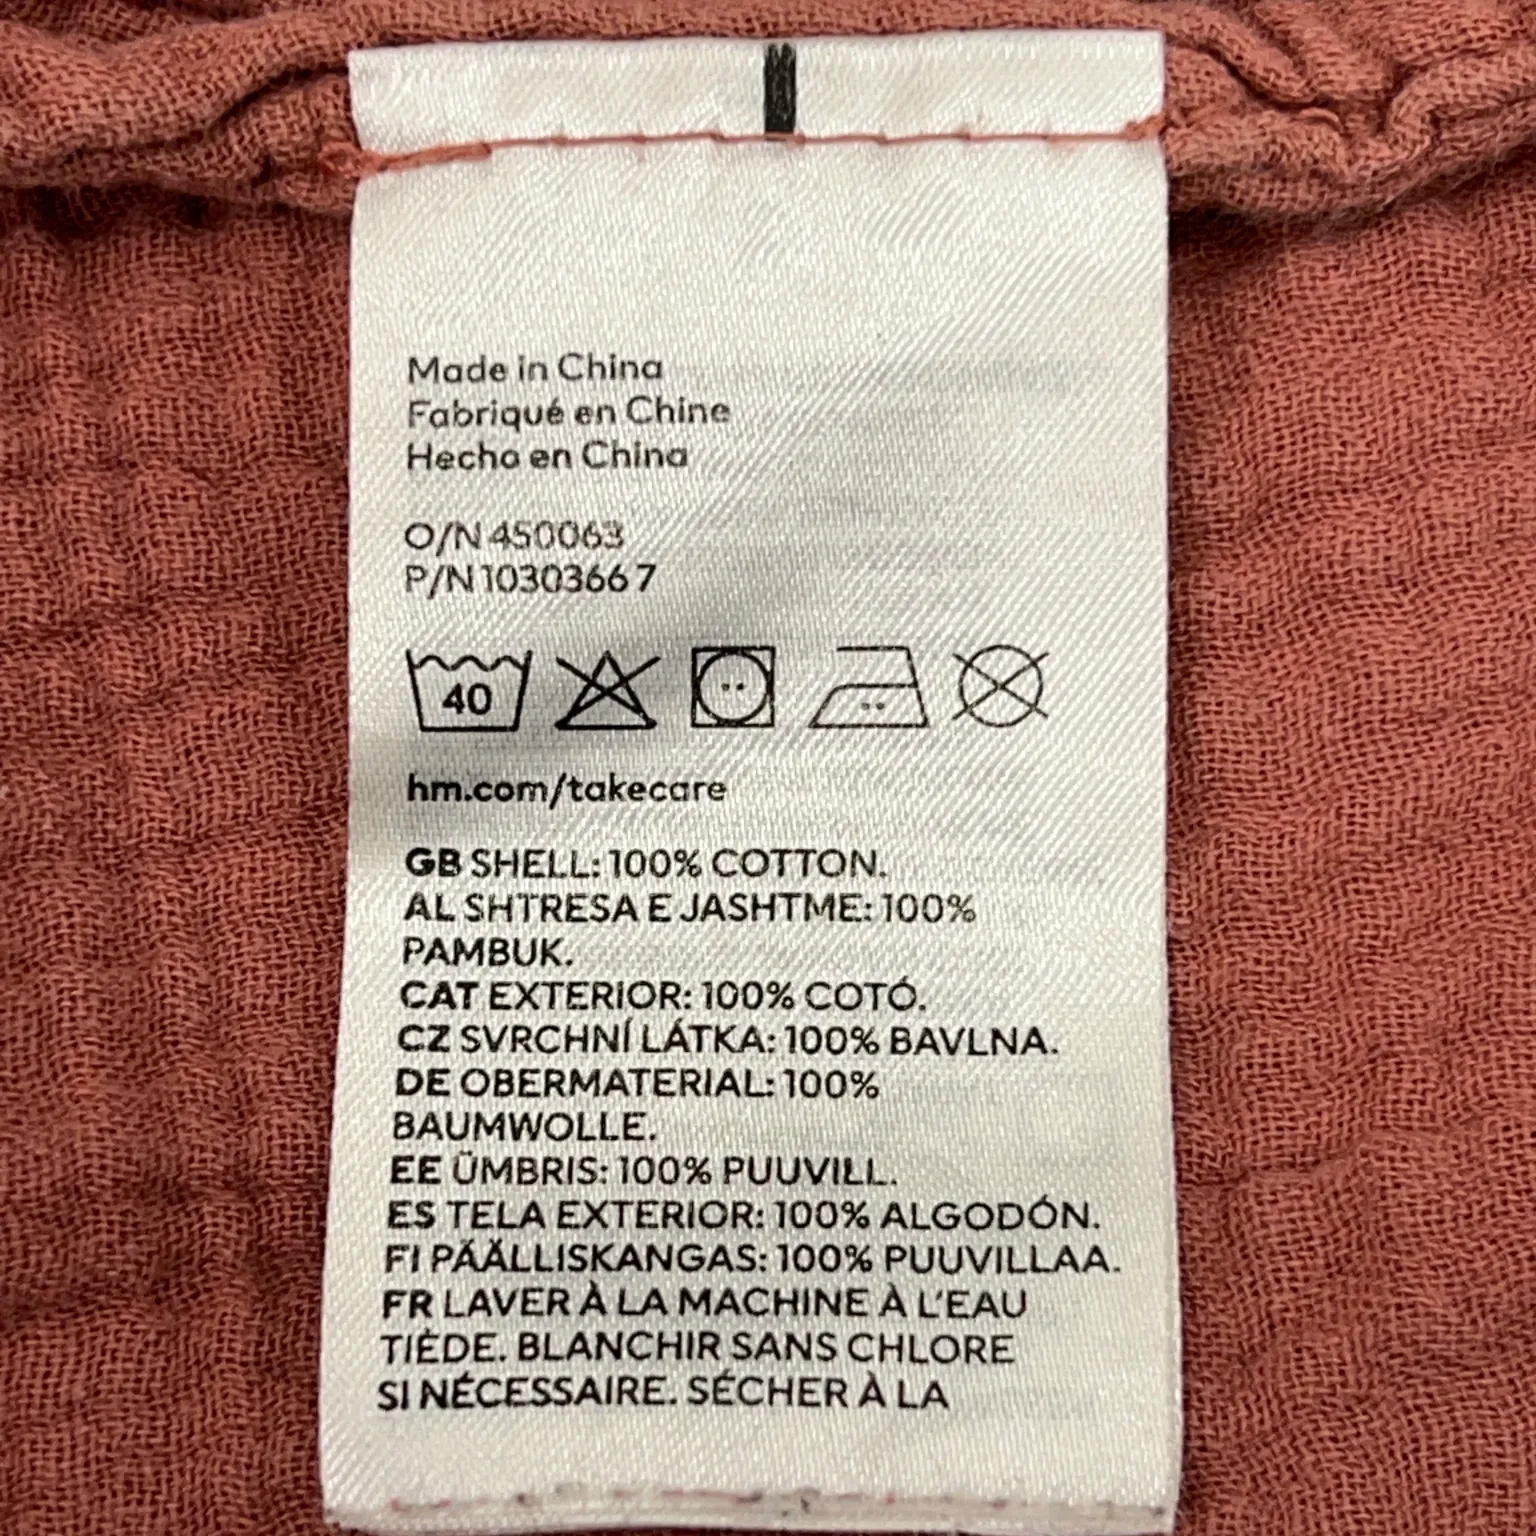 Made in China
Fabriqué en Chine
Hecho en China
O/N 450063
P/N 10303667
40
hm.com/takecare
GB SHELL: 100% COTTON.
AL SHTRESA E JASHTME: 100%
PAMBUK.
CAT EXTERIOR: 100% COTÓ.
CZ SVRCHNÍ LÁTKA: 100% BAVLNA.
DE OBERMATERIAL: 100%
BAUMWOLLE.
EE ÜMBRIS: 100% PUUVILL.
ES TELA EXTERIOR: 100% ALGODÓN.
FI PÄÄLLISKANGAS: 100% PUUVILLAA.
FR LAVER À LA MACHINE À L'EAU
TIÈDE. BLANCHIR SANS CHLORE
SI NÉCESSAIRE. SÉCHER À LA